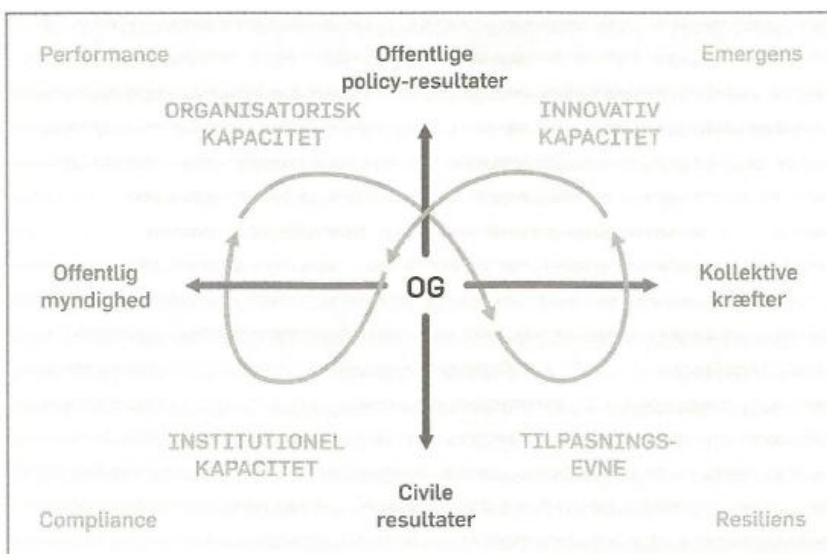 Performance
Offentlige
policy-resultater
Emergens
ORGANISATORISK
KAPACITET
INNOVATIV
KAPACITET
Offentlig
myndighed
OG
Kollektive
kræfter
INSTITUTIONEL
KAPACITET
TILPASNINGS-
EVNE
Compliance
Civile
resultater
Resiliens